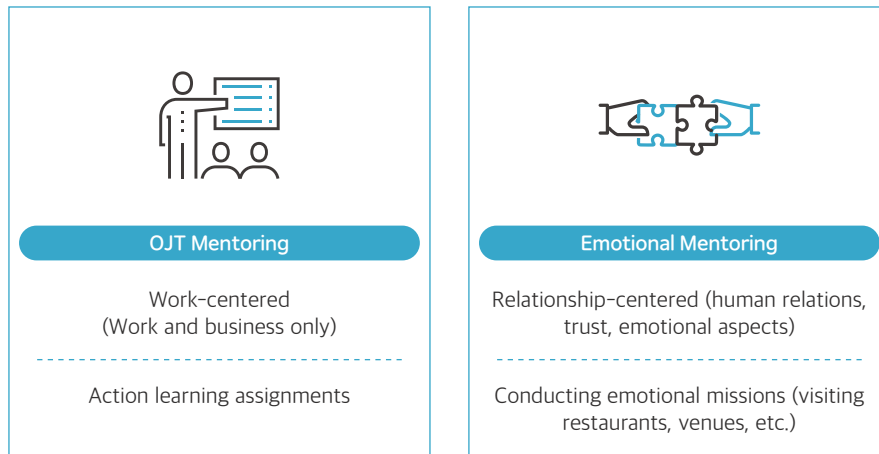 OJT Mentoring
Work-centered
(Work and business only)
Action learning assignments
Emotional Mentoring
Relationship-centered (human relations,
trust, emotional aspects)
Conducting emotional missions (visiting
restaurants, venues, etc.)